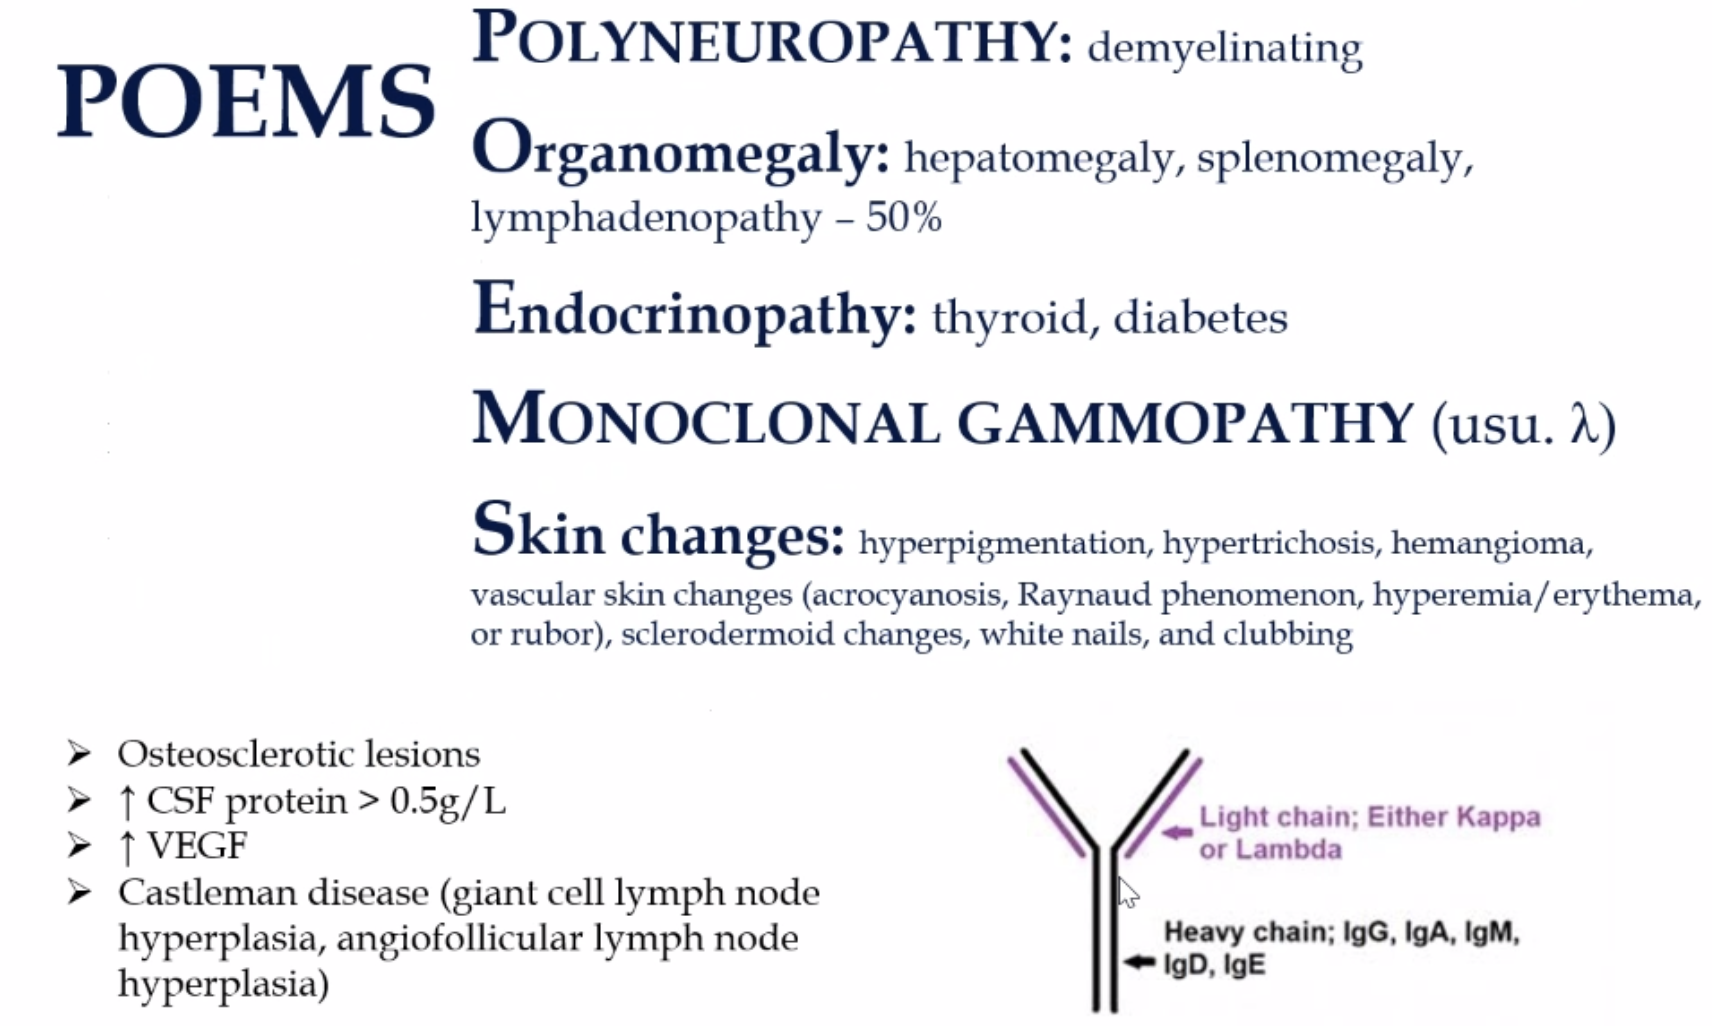 POEMS
POLYNEUROPATHY: demyelinating
Organomegaly: hepatomegaly, splenomegaly,
lymphadenopathy – 50%
Endocrinopathy: thyroid, diabetes
MONOCLONAL GAMMOPATHY (usu. λ)
Skin changes: hyperpigmentation, hypertrichosis, hemangioma,
vascular skin changes (acrocyanosis, Raynaud phenomenon, hyperemia/erythema,
or rubor), sclerodermoid changes, white nails, and clubbing
➤ Osteosclerotic lesions
➤ ↑ CSF protein > 0.5g/L
➤ ↑ VEGF
➤ Castleman disease (giant cell lymph node
hyperplasia, angiofollicular lymph node
hyperplasia)
Light chain; Either Kappa
or Lambda
Heavy chain; IgG, IgA, IgM,
IgD, IgE